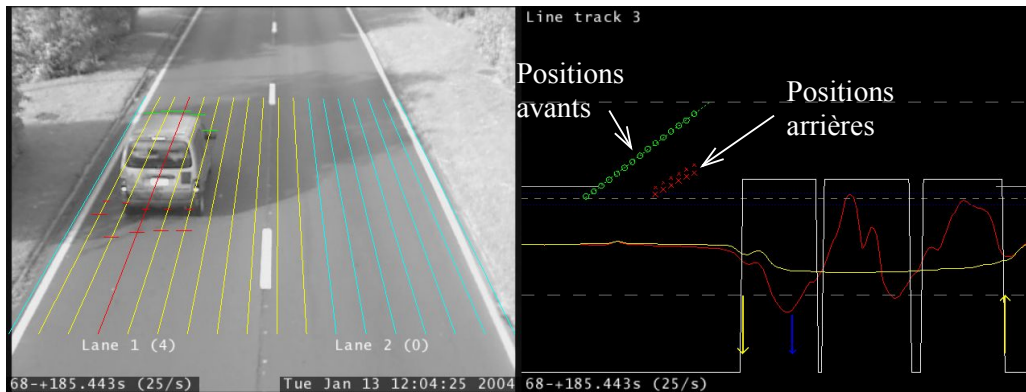 Line track 3
Positions
avants
Positions
arrières
Lane 1 (4)
Lane 2 (0)
68-+185.443s (25/s)
Tue Jan 13 12:04:25 2004
68-+185.443s (25/s)